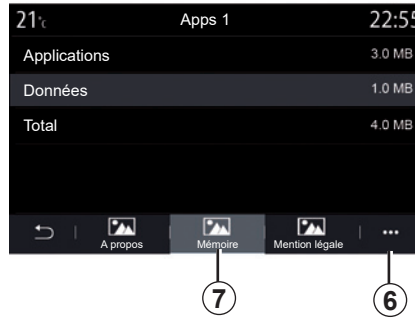 21°c Apps 1 22:55
Applications 3.0 MB
Données 1.0 MB
Total 4.0 MB
A propos Mémoire Mention légale
7 6